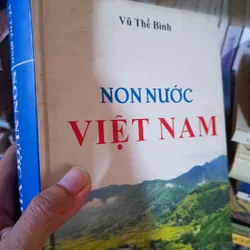 Vũ Thế Bình
NON NƯỚC
VIỆT NAM